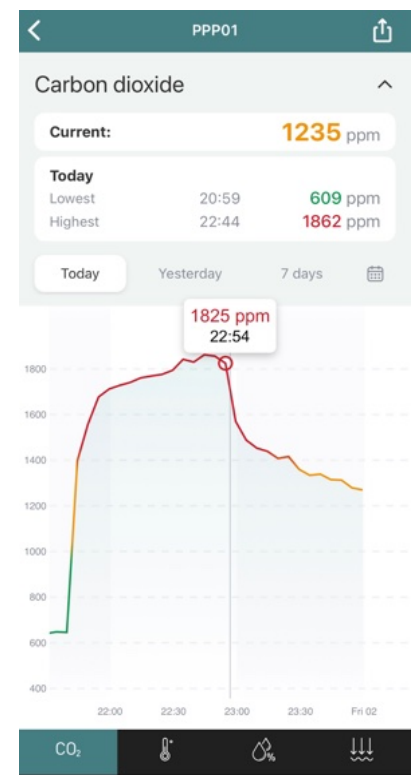 PPP01
Carbon dioxide
Current: 1235 ppm
Today
Lowest 20:59 609 ppm
Highest 22:44 1862 ppm
Today Yesterday 7 days
1825 ppm
22:54
1800
1600
1400
1200
1000
800
600
400
22:00 22:30 23:00 23:30 Fri 02
CO₂ %